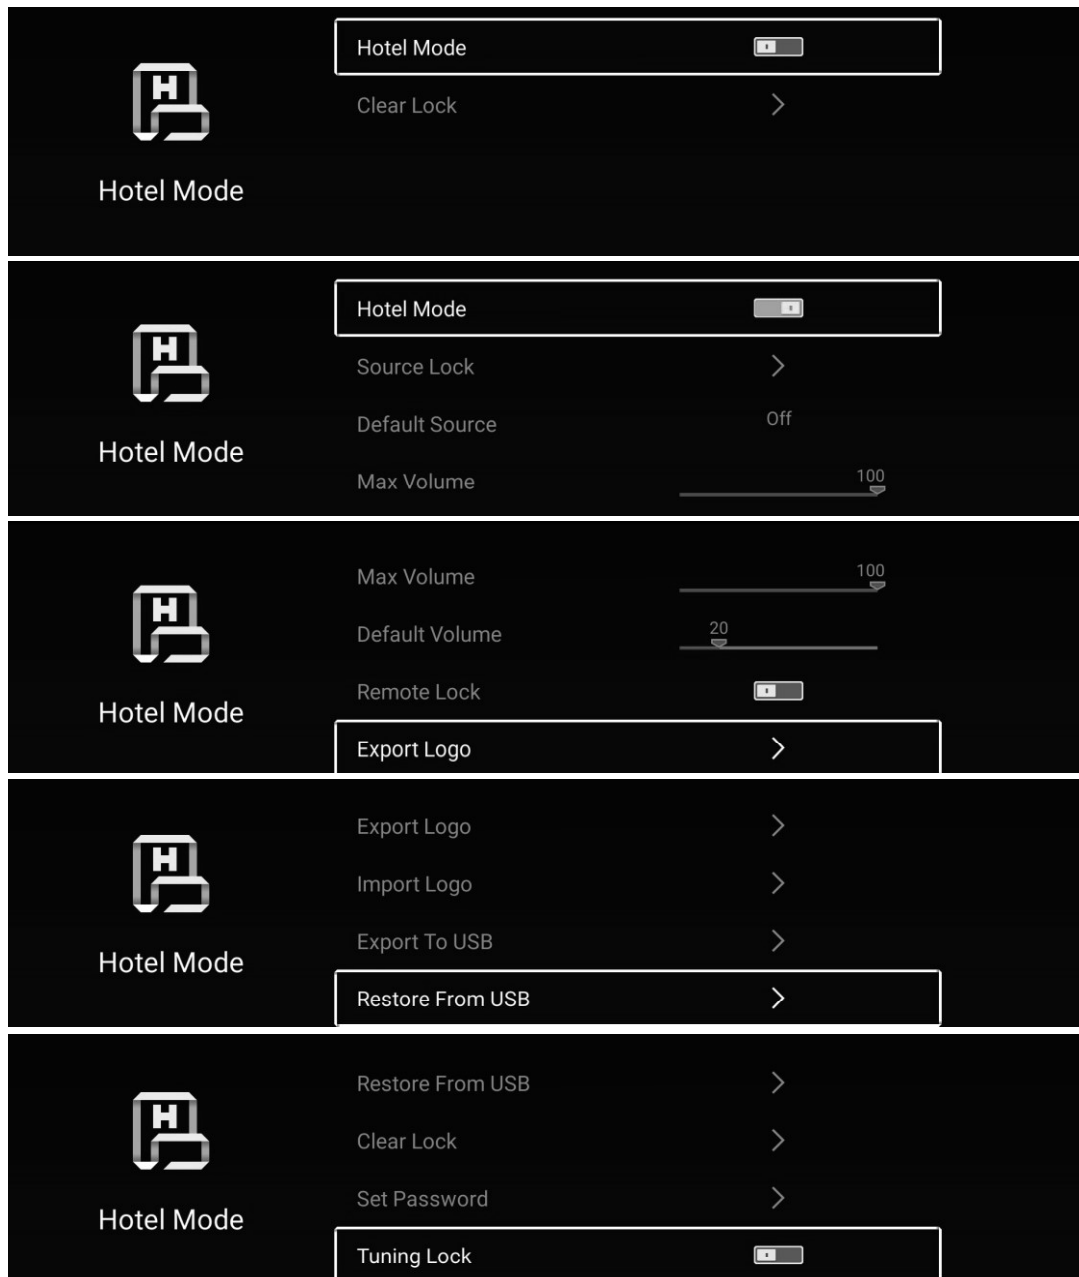 Hotel Mode
Clear Lock
H
Hotel Mode
Hotel Mode
Source Lock
H
Default Source Off
Hotel Mode
Max Volume 100
Max Volume 100
H
Default Volume 20
Remote Lock
Hotel Mode
Export Logo
Export Logo
H
Import Logo
Export To USB
Hotel Mode
Restore From USB
Restore From USB
H
Clear Lock
Set Password
Hotel Mode
Tuning Lock